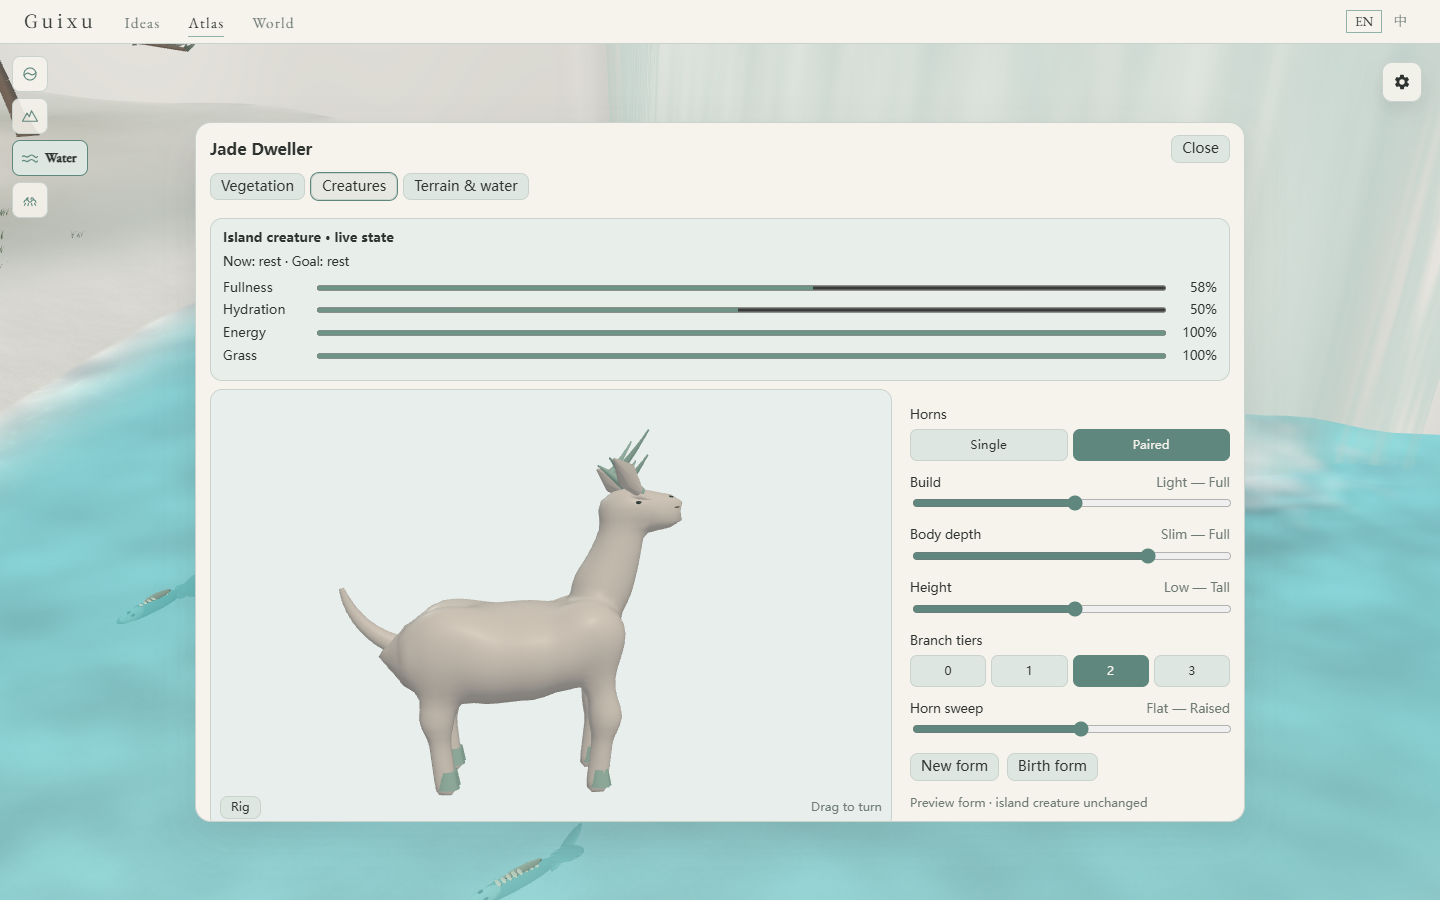 Guixu Ideas Atlas World EN 中
Water
Jade Dweller Close
Vegetation Creatures Terrain & water
Island creature • live state
Now: rest · Goal: rest
Fullness 58%
Hydration 50%
Energy 100%
Grass 100%
Horns
Single Paired
Build Light — Full
Body depth Slim — Full
Height Low — Tall
Branch tiers
0 1 2 3
Horn sweep Flat — Raised
New form Birth form
Rig Drag to turn
Preview form · island creature unchanged